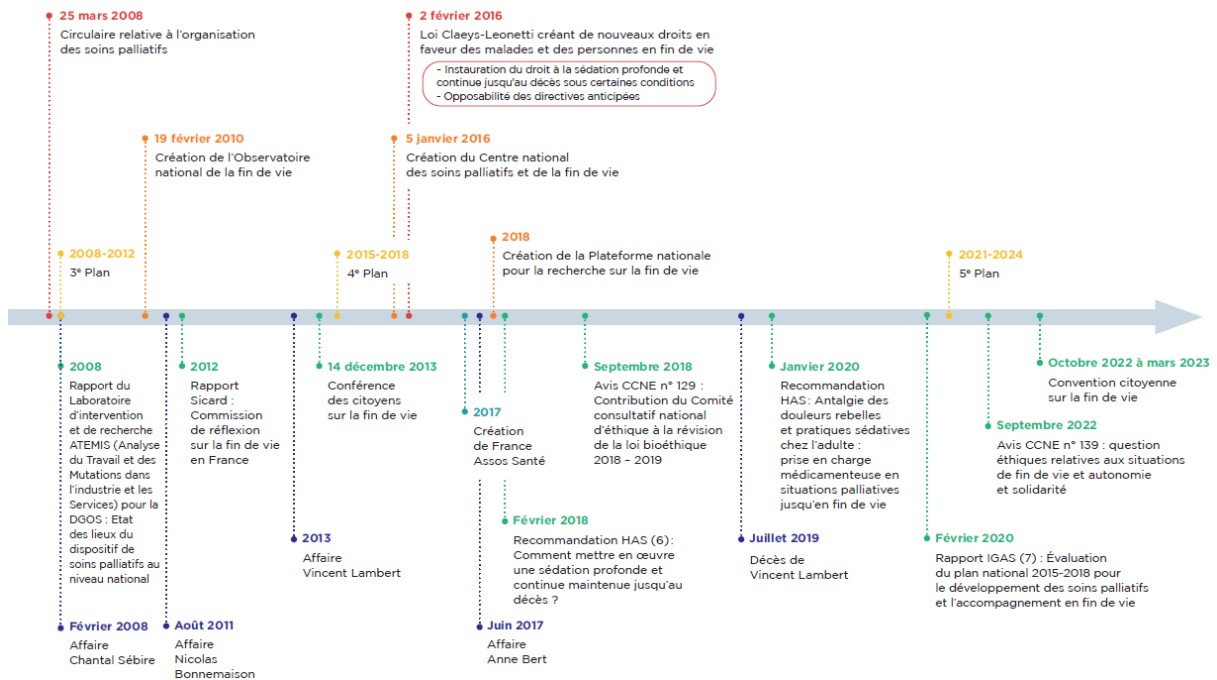 25 mars 2008
Circulaire relative à l'organisation
des soins palliatifs
2 février 2016
Loi Claeys-Leonetti créant de nouveaux droits en
faveur des malades et des personnes en fin de vie
- Instauration du droit à la sédation profonde et
continue jusqu'au décès sous certaines conditions
- Opposabilité des directives anticipées
19 février 2010
Création de l'Observatoire
national de la fin de vie
5 janvier 2016
Création du Centre national
des soins palliatifs et de la fin de vie
2008-2012
3e Plan
2015-2018
4e Plan
2018
Création de la Plateforme nationale
pour la recherche sur la fin de vie
2021-2024
5e Plan
2008
Rapport du
Laboratoire
d'intervention
et de recherche
ATEMIS (Analyse
du Travail et des
Mutations dans
l'industrie et les
Services) pour la
DGOS : Etat
des lieux du
dispositif de
soins palliatifs au
niveau national
2012
Rapport
Sicard :
Commission
de réflexion
sur la fin de vie
en France
14 décembre 2013
Conférence
des citoyens
sur la fin de vie
2017
Création
de France
Assos Santé
Septembre 2018
Avis CCNE n° 129 :
Contribution du Comité
consultatif national
d'éthique à la révision
de la loi bioéthique
2018 – 2019
Janvier 2020
Recommandation
HAS : Antalgie des
douleurs rebelles
et pratiques sédatives
chez l'adulte :
prise en charge
médicamenteuse en
situations palliatives
jusqu'en fin de vie
Octobre 2022 à mars 2023
Convention citoyenne
sur la fin de vie
Septembre 2022
Avis CCNE n° 139 : question
éthiques relatives aux situations
de fin de vie et autonomie
et solidarité
2013
Affaire
Vincent Lambert
Février 2018
Recommandation HAS (6) :
Comment mettre en œuvre
une sédation profonde et
continue maintenue jusqu'au
décès ?
Juillet 2019
Décès de
Vincent Lambert
Février 2020
Rapport IGAS (7) : Évaluation
du plan national 2015-2018 pour
le développement des soins palliatifs
et l'accompagnement en fin de vie
Février 2008
Affaire
Chantal Sébire
Août 2011
Affaire
Nicolas
Bonnemaison
Juin 2017
Affaire
Anne Bert